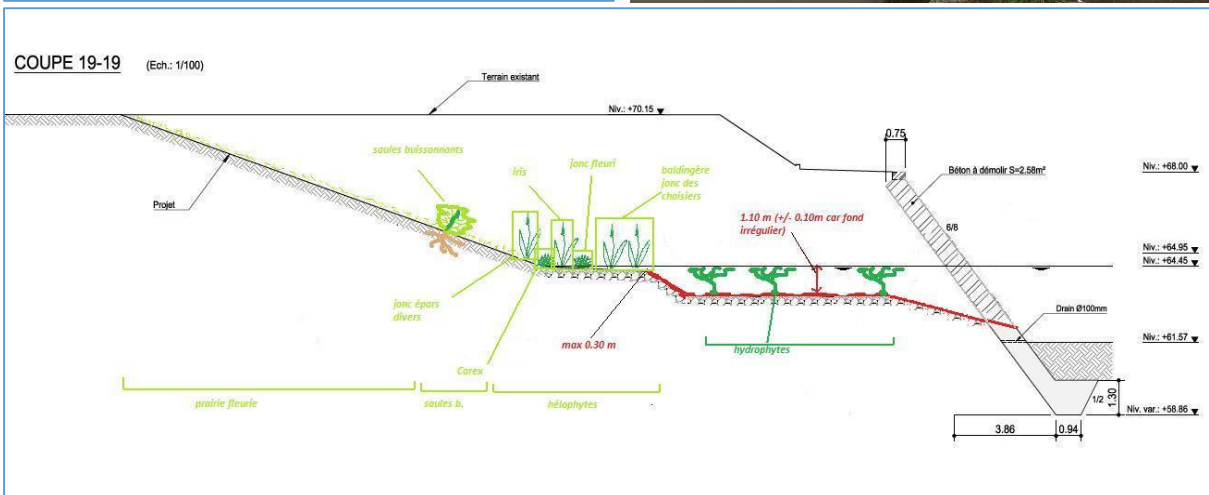 COUPE 19-19 (Ech.: 1/100)
Terrain existant
Niv.: +70.15
0.75
Niv.: +68.00
Béton à démolir S=2.58m²
saules buissonnants
iris
jonc fleuri
baldingère
jonc des
chaisiers
Projet
1.10 m (+/- 0.10m car fond
irrégulier)
6/8
Niv.: +64.95
Niv.: +64.45
jonc épars
divers
Drain Ø100mm
max 0.30 m
hydrophytes
Niv.: +61.57
Carex
prairie fleurie
saules b.
hélophytes
1/2
1.30
Niv. var.: +58.86
3.86
0.94